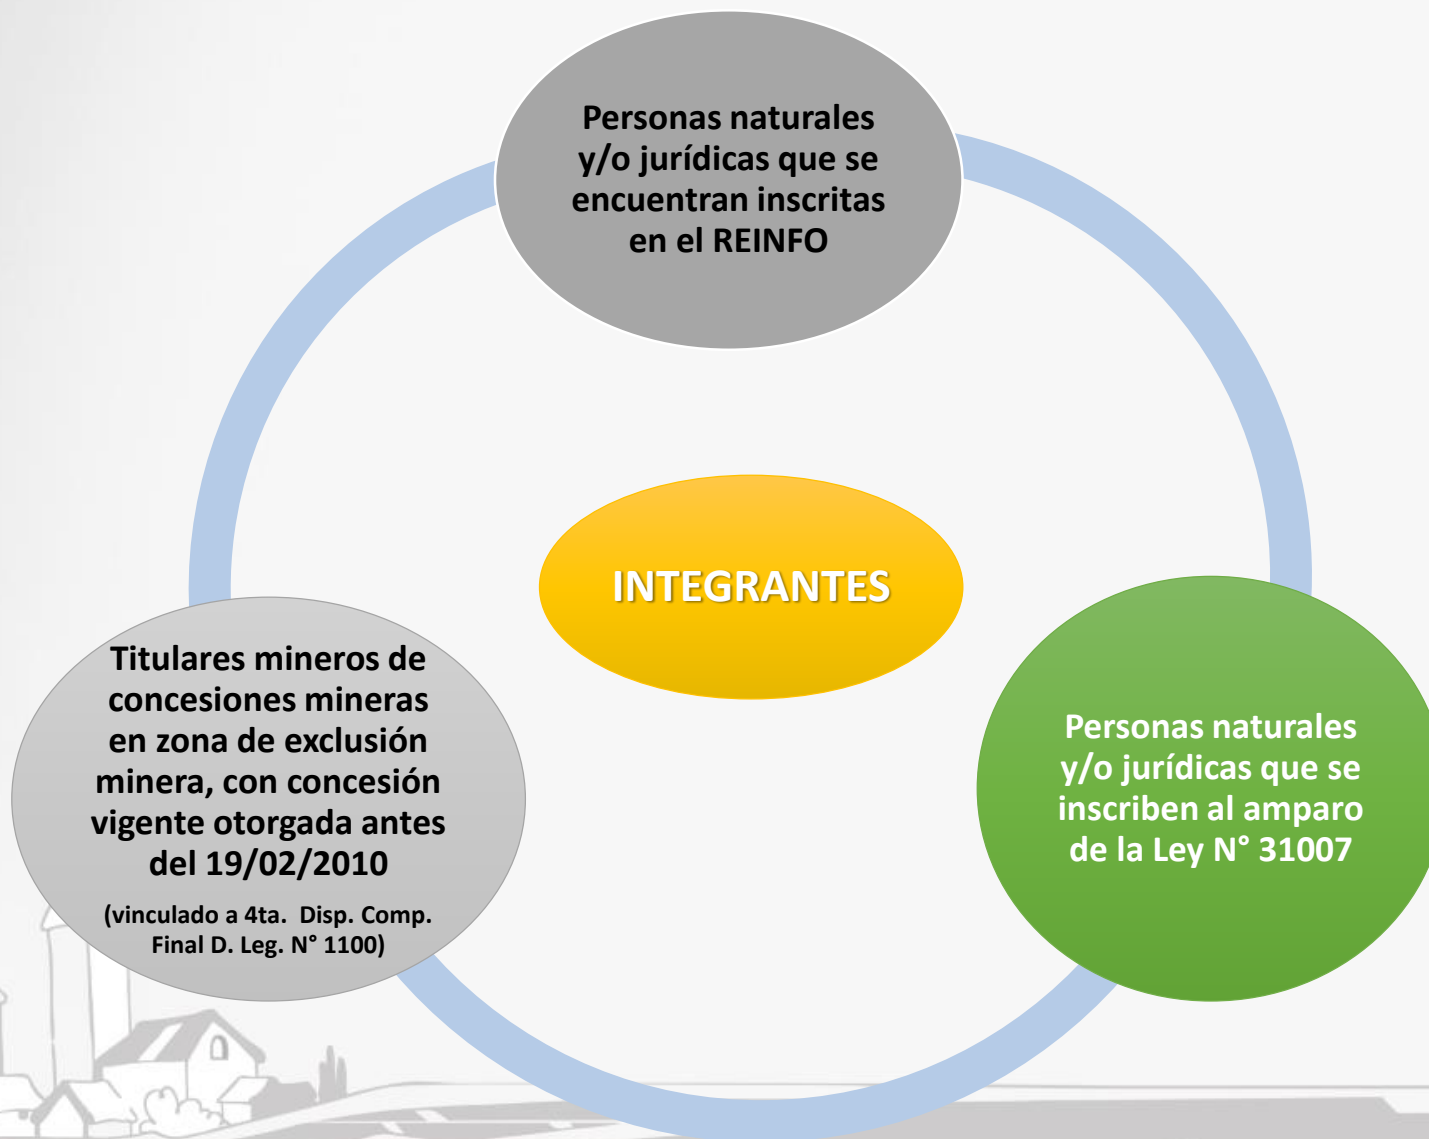 Personas naturales
y/o jurídicas que se
encuentran inscritas
en el REINFO
INTEGRANTES
Titulares mineros de
concesiones mineras
en zona de exclusión
minera, con concesión
vigente otorgada antes
del 19/02/2010
(vinculado a 4ta. Disp. Comp.
Final D. Leg. N° 1100)
Personas naturales
y/o jurídicas que se
inscriben al amparo
de la Ley N° 31007